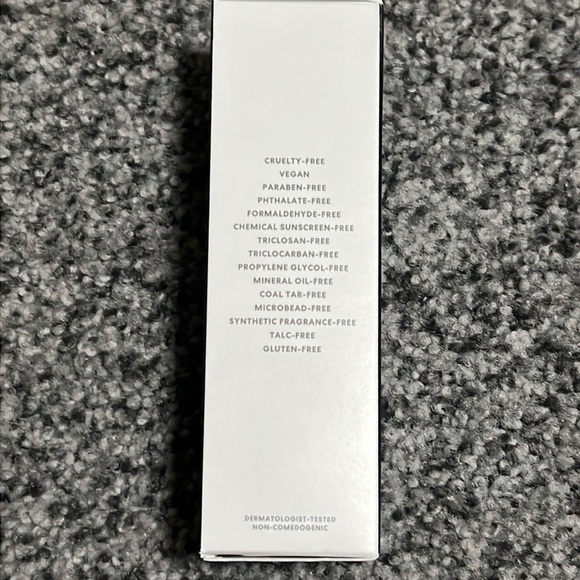 CRUELTY-FREE
VEGAN
PARABEN-FREE
PHTHALATE-FREE
FORMALDEHYDE-FREE
CHEMICAL SUNSCREEN-FREE
TRICLOSAN-FREE
TRICLOCARBAN-FREE
PROPYLENE GLYCOL-FREE
MINERAL OIL-FREE
COAL TAR-FREE
MICROBEAD-FREE
SYNTHETIC FRAGRANCE-FREE
TALC-FREE
GLUTEN-FREE
DERMATOLOGIST-TESTED
NON-COMEDOGENIC